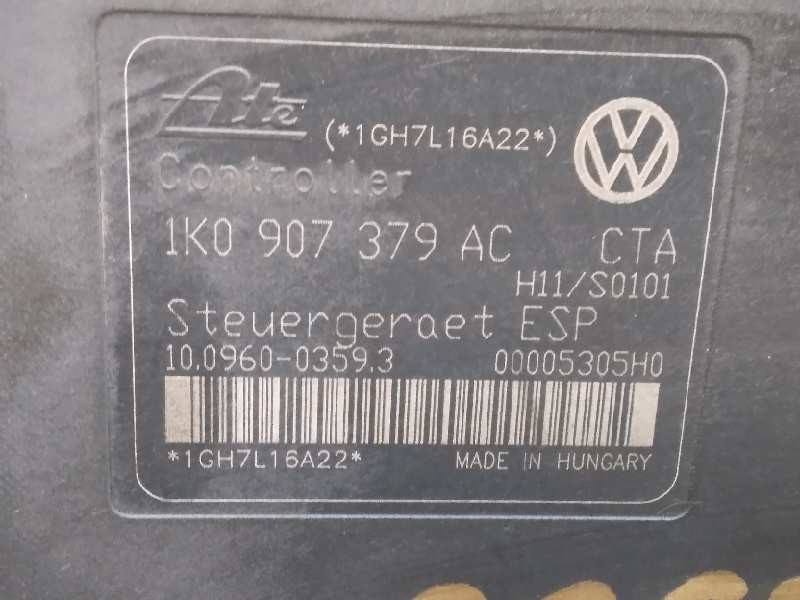 Ate (*1GH7L16A22*)
Controller
1K0 907 379 AC CTA
H11/S0101
Steuergeraet ESP
10.0960-0359.3 00005305H0
*1GH7L16A22* MADE IN HUNGARY